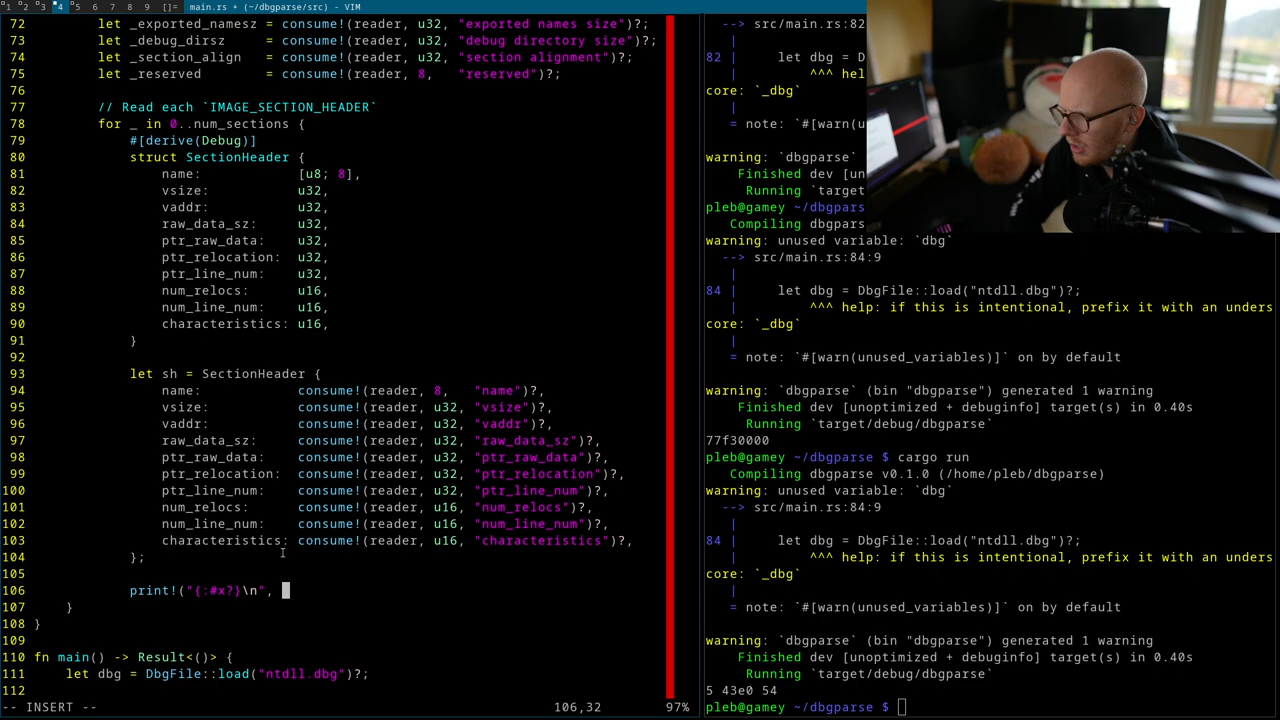 1 2 3 4 5 6 7 8 9 []= main.rs + (~/dbgparse/src) - VIM
72 let _exported_namesz = consume!(reader, u32, "exported names size")?;
73 let _debug_dirsz = consume!(reader, u32, "debug directory size")?;
74 let _section_align = consume!(reader, u32, "section alignment")?;
75 let _reserved = consume!(reader, 8, "reserved")?;
76
77 // Read each `IMAGE_SECTION_HEADER`
78 for _ in 0..num_sections {
79 #[derive(Debug)]
80 struct SectionHeader {
81 name: [u8; 8],
82 vsize: u32,
83 vaddr: u32,
84 raw_data_sz: u32,
85 ptr_raw_data: u32,
86 ptr_relocation: u32,
87 ptr_line_num: u32,
88 num_relocs: u16,
89 num_line_num: u16,
90 characteristics: u16,
91 }
92
93 let sh = SectionHeader {
94 name: consume!(reader, 8, "name")?,
95 vsize: consume!(reader, u32, "vsize")?,
96 vaddr: consume!(reader, u32, "vaddr")?,
97 raw_data_sz: consume!(reader, u32, "raw_data_sz")?,
98 ptr_raw_data: consume!(reader, u32, "ptr_raw_data")?,
99 ptr_relocation: consume!(reader, u32, "ptr_relocation")?,
100 ptr_line_num: consume!(reader, u32, "ptr_line_num")?,
101 num_relocs: consume!(reader, u16, "num_relocs")?,
102 num_line_num: consume!(reader, u16, "num_line_num")?,
103 characteristics: consume!(reader, u16, "characteristics")?,
104 };
105
106 print!("{:#x?}\n",
107 }
108 }
109
110 fn main() -> Result<()> {
111 let dbg = DbgFile::load("ntdll.dbg")?;
112
-- INSERT -- 106,32 97%
--> src/main.rs:82
|
82 | let dbg = D
| ^^^ hel
core: `_dbg`
|
= note: `#[warn(u
warning: `dbgparse`
Finished dev [un
Running `target
pleb@gamey ~/dbgpars
Compiling dbgpars
warning: unused variable: `dbg`
--> src/main.rs:84:9
|
84 | let dbg = DbgFile::load("ntdll.dbg")?;
| ^^^ help: if this is intentional, prefix it with an unders
core: `_dbg`
|
= note: `#[warn(unused_variables)]` on by default
warning: `dbgparse` (bin "dbgparse") generated 1 warning
Finished dev [unoptimized + debuginfo] target(s) in 0.40s
Running `target/debug/dbgparse`
77f30000
pleb@gamey ~/dbgparse $ cargo run
Compiling dbgparse v0.1.0 (/home/pleb/dbgparse)
warning: unused variable: `dbg`
--> src/main.rs:84:9
|
84 | let dbg = DbgFile::load("ntdll.dbg")?;
| ^^^ help: if this is intentional, prefix it with an unders
core: `_dbg`
|
= note: `#[warn(unused_variables)]` on by default
warning: `dbgparse` (bin "dbgparse") generated 1 warning
Finished dev [unoptimized + debuginfo] target(s) in 0.40s
Running `target/debug/dbgparse`
5 43e0 54
pleb@gamey ~/dbgparse $